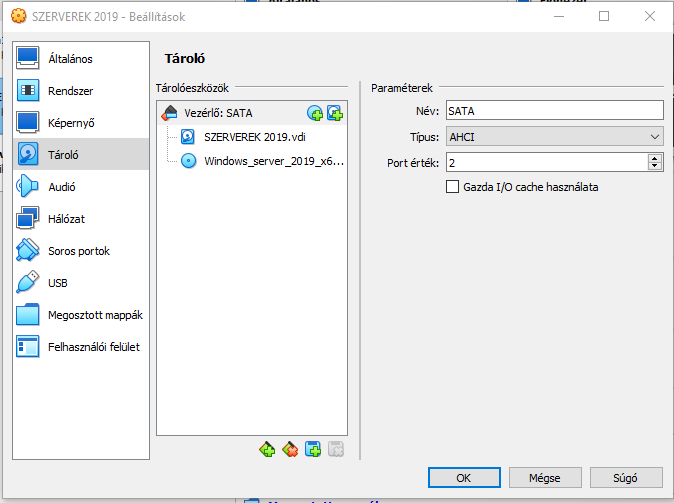 SZERVEREK 2019 - Beállítások
Általános
Rendszer
Képernyő
Tároló
Audió
Hálózat
Soros portok
USB
Megosztott mappák
Felhasználói felület
Tároló
Tárolóeszközök
Vezérlő: SATA
SZERVEREK 2019.vdi
Windows_server_2019_x6...
Paraméterek
Név: SATA
Típus: AHCI
Port érték: 2
Gazda I/O cache használata
OK
Mégse
Súgó